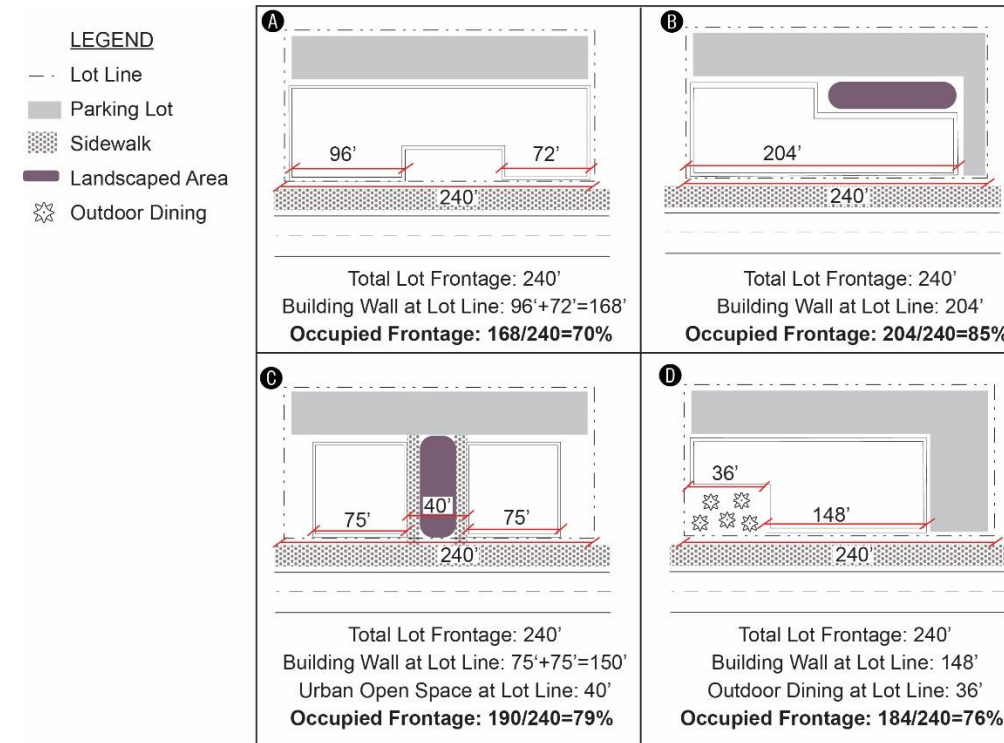 LEGEND
Lot Line
Parking Lot
Sidewalk
Landscaped Area
Outdoor Dining
A
96’
72’
240’
Total Lot Frontage: 240’
Building Wall at Lot Line: 96‘+72’=168’
Occupied Frontage: 168/240=70%
B
204’
240’
Total Lot Frontage: 240’
Building Wall at Lot Line: 204’
Occupied Frontage: 204/240=85%
C
40’
75’
75’
240’
Total Lot Frontage: 240’
Building Wall at Lot Line: 75‘+75’=150’
Urban Open Space at Lot Line: 40’
Occupied Frontage: 190/240=79%
D
36’
148’
240’
Total Lot Frontage: 240’
Building Wall at Lot Line: 148’
Outdoor Dining at Lot Line: 36’
Occupied Frontage: 184/240=76%